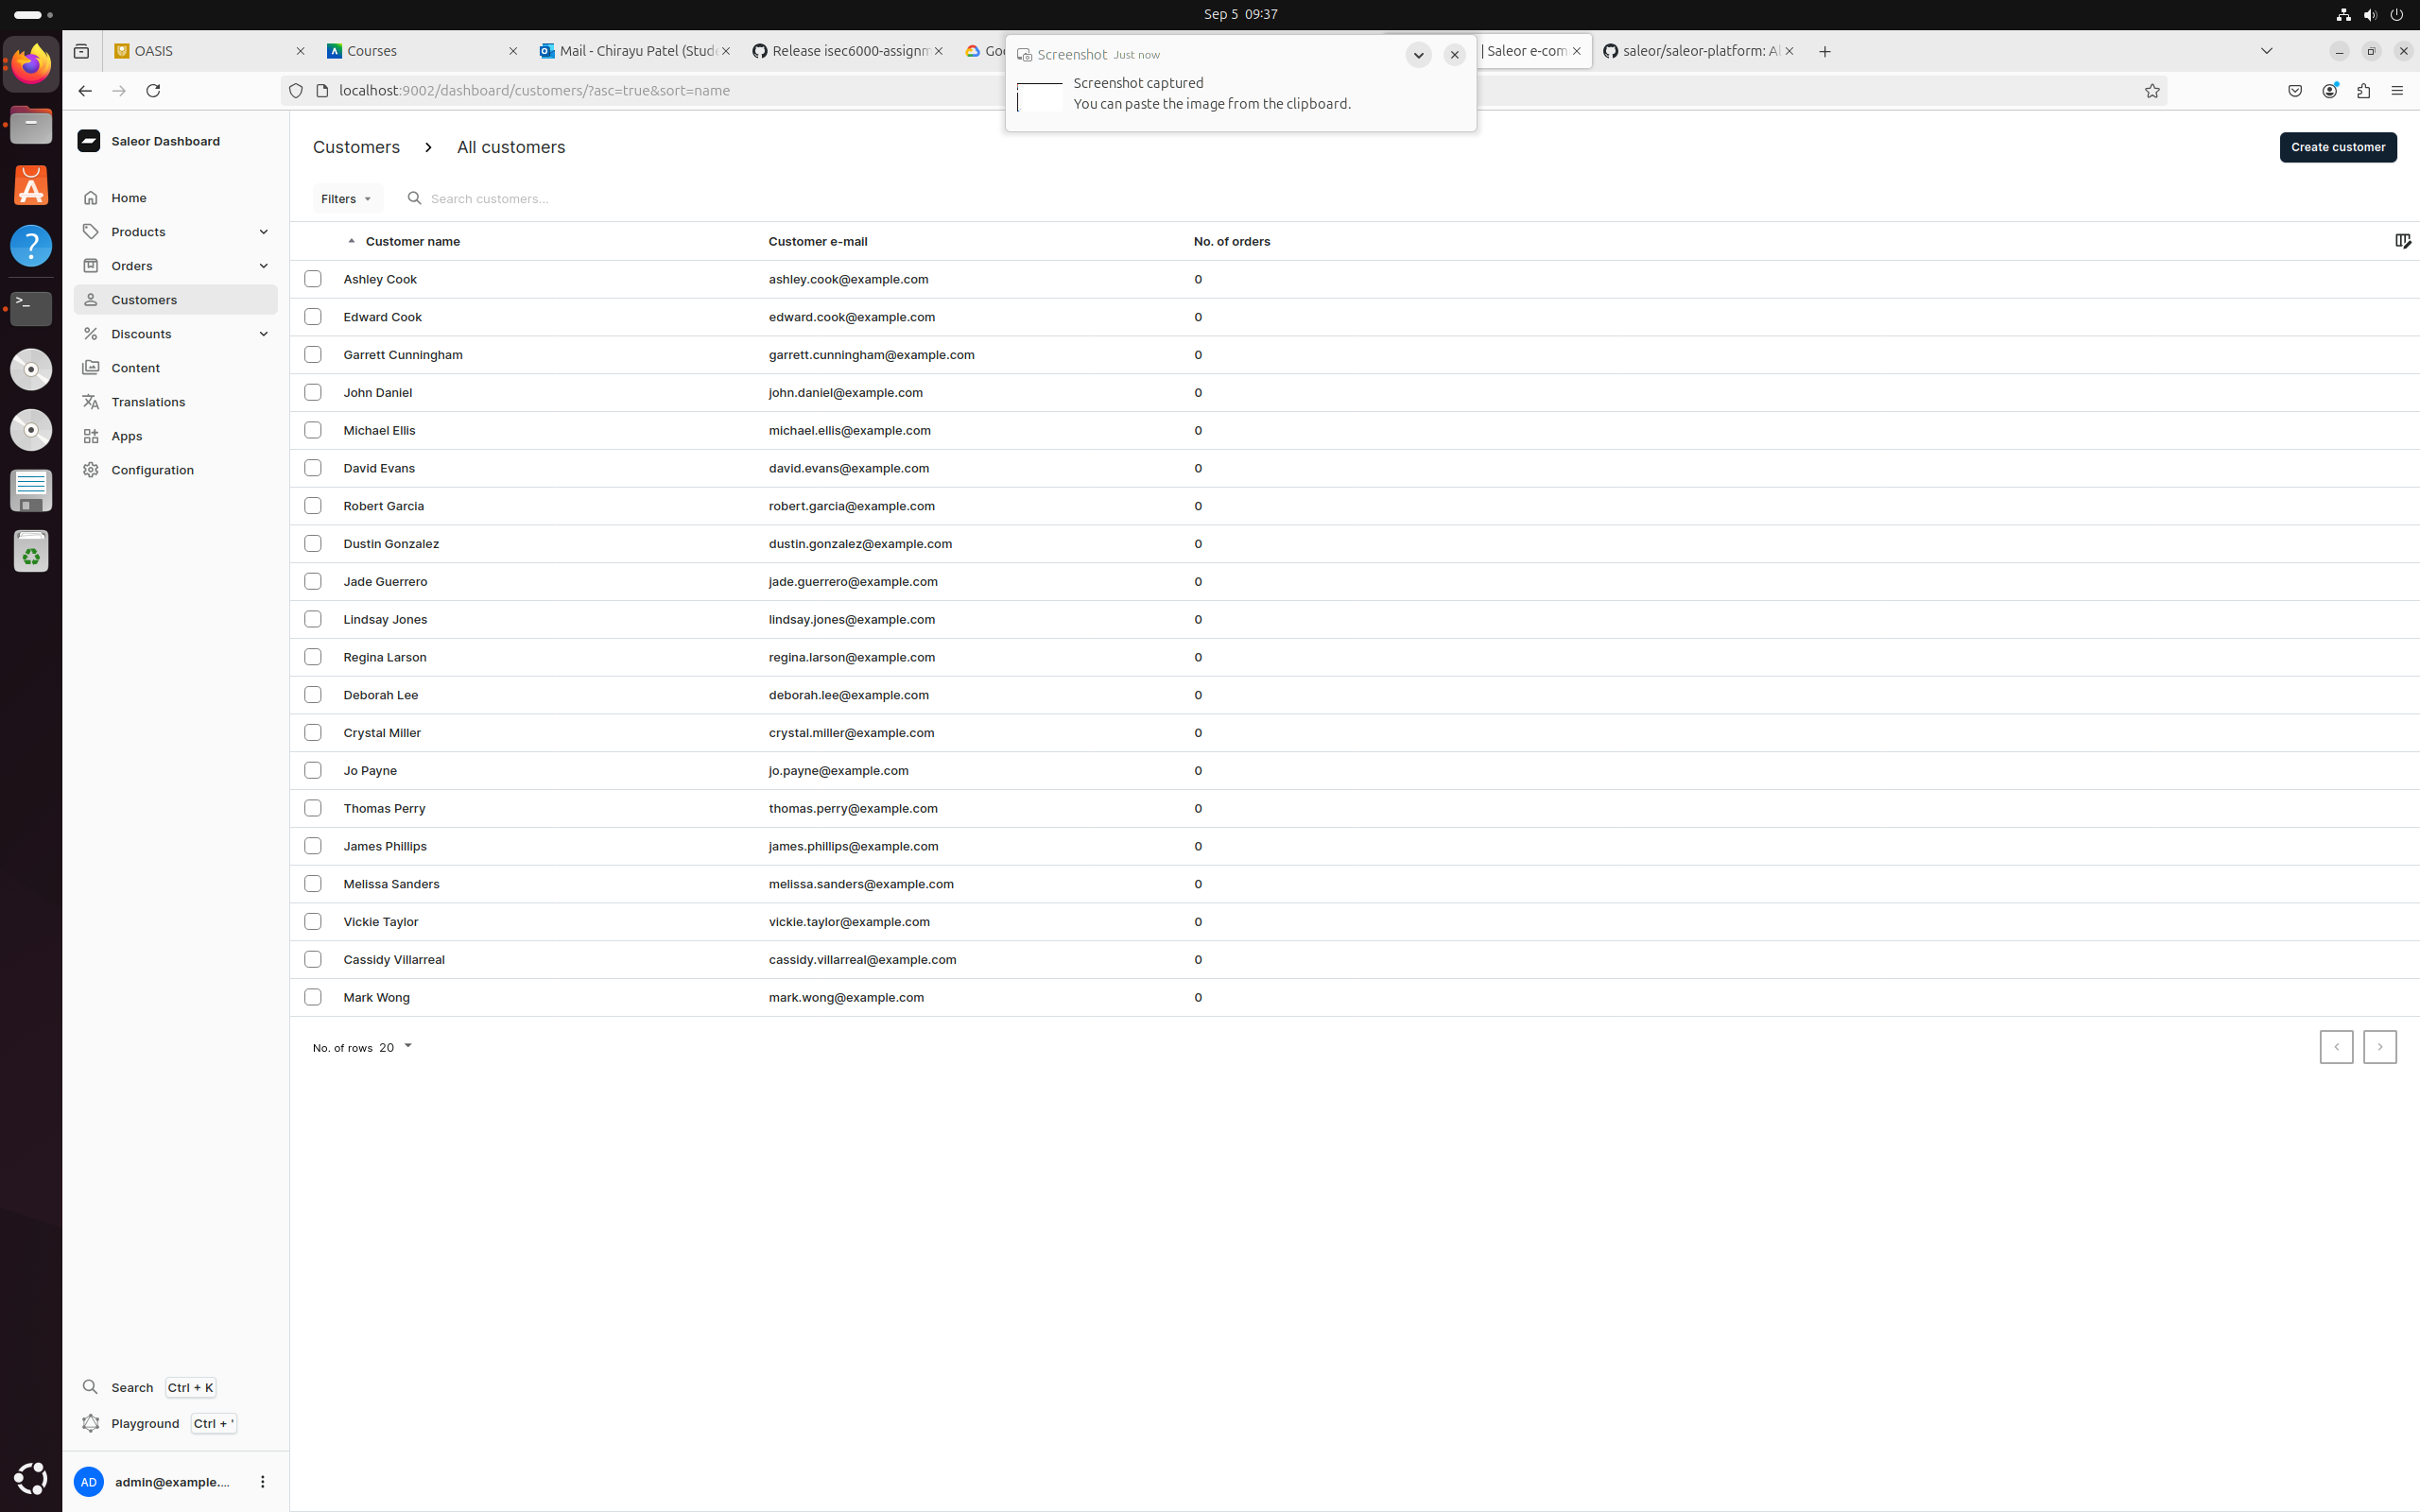 Sep 5 09:37
OASIS
Courses
Mail - Chirayu Patel (Stud
Release isec6000-assignm
Goo
| Saleor e-com
saleor/saleor-platform: Al
Screenshot Just now
Screenshot captured
You can paste the image from the clipboard.
localhost:9002/dashboard/customers/?asc=true&sort=name
Saleor Dashboard
Home
Products
Orders
Customers
Discounts
Content
Translations
Apps
Configuration
Customers > All customers
Create customer
Filters
Search customers...
Customer name Customer e-mail No. of orders
Ashley Cook ashley.cook@example.com 0
Edward Cook edward.cook@example.com 0
Garrett Cunningham garrett.cunningham@example.com 0
John Daniel john.daniel@example.com 0
Michael Ellis michael.ellis@example.com 0
David Evans david.evans@example.com 0
Robert Garcia robert.garcia@example.com 0
Dustin Gonzalez dustin.gonzalez@example.com 0
Jade Guerrero jade.guerrero@example.com 0
Lindsay Jones lindsay.jones@example.com 0
Regina Larson regina.larson@example.com 0
Deborah Lee deborah.lee@example.com 0
Crystal Miller crystal.miller@example.com 0
Jo Payne jo.payne@example.com 0
Thomas Perry thomas.perry@example.com 0
James Phillips james.phillips@example.com 0
Melissa Sanders melissa.sanders@example.com 0
Vickie Taylor vickie.taylor@example.com 0
Cassidy Villarreal cassidy.villarreal@example.com 0
Mark Wong mark.wong@example.com 0
No. of rows 20
Search Ctrl + K
Playground Ctrl + '
AD admin@example....